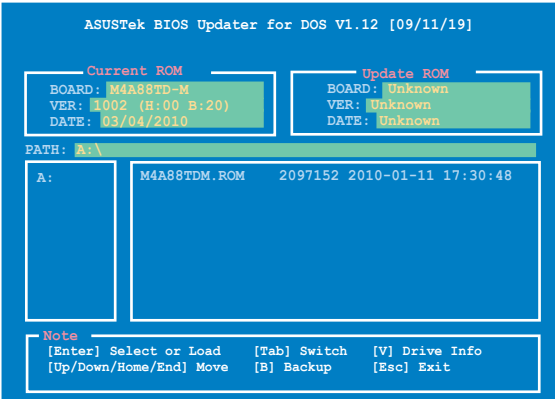 ASUSTek BIOS Updater for DOS V1.12 [09/11/19]
Current ROM
BOARD: M4A88TD-M
VER: 1002 (H:00 B:20)
DATE: 03/04/2010
Update ROM
BOARD: Unknown
VER: Unknown
DATE: Unknown
PATH: A:\
A:
M4A88TDM.ROM 2097152 2010-01-11 17:30:48
Note
[Enter] Select or Load [Tab] Switch [V] Drive Info
[Up/Down/Home/End] Move [B] Backup [Esc] Exit